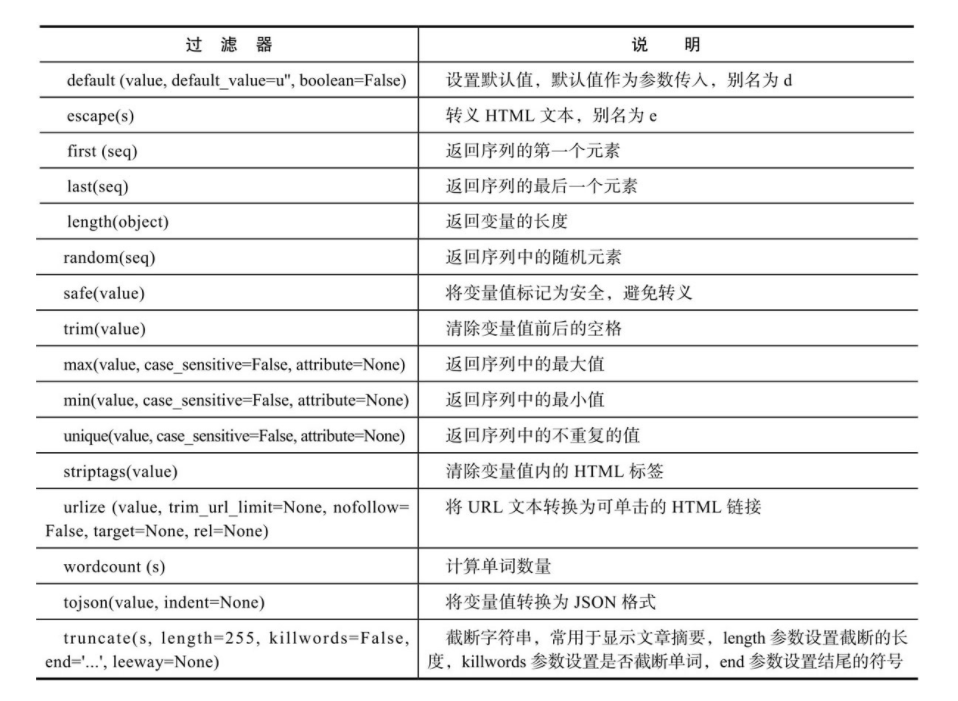 过 滤 器 说 明
default (value, default_value=u'', boolean=False) 设置默认值，默认值作为参数传入，别名为 d
escape(s) 转义 HTML 文本，别名为 e
first (seq) 返回序列的第一个元素
last(seq) 返回序列的最后一个元素
length(object) 返回变量的长度
random(seq) 返回序列中的随机元素
safe(value) 将变量值标记为安全，避免转义
trim(value) 清除变量值前后的空格
max(value, case_sensitive=False, attribute=None) 返回序列中的最大值
min(value, case_sensitive=False, attribute=None) 返回序列中的最小值
unique(value, case_sensitive=False, attribute=None) 返回序列中的不重复的值
striptags(value) 清除变量值内的 HTML 标签
urlize (value, trim_url_limit=None, nofollow= 将 URL 文本转换为可单击的 HTML 链接
False, target=None, rel=None)
wordcount (s) 计算单词数量
tojson(value, indent=None) 将变量值转换为 JSON 格式
truncate(s, length=255, killwords=False, 截断字符串，常用于显示文章摘要，length 参数设置截断的长
end='...', leeway=None) 度，killwords 参数设置是否截断单词，end 参数设置结尾的符号